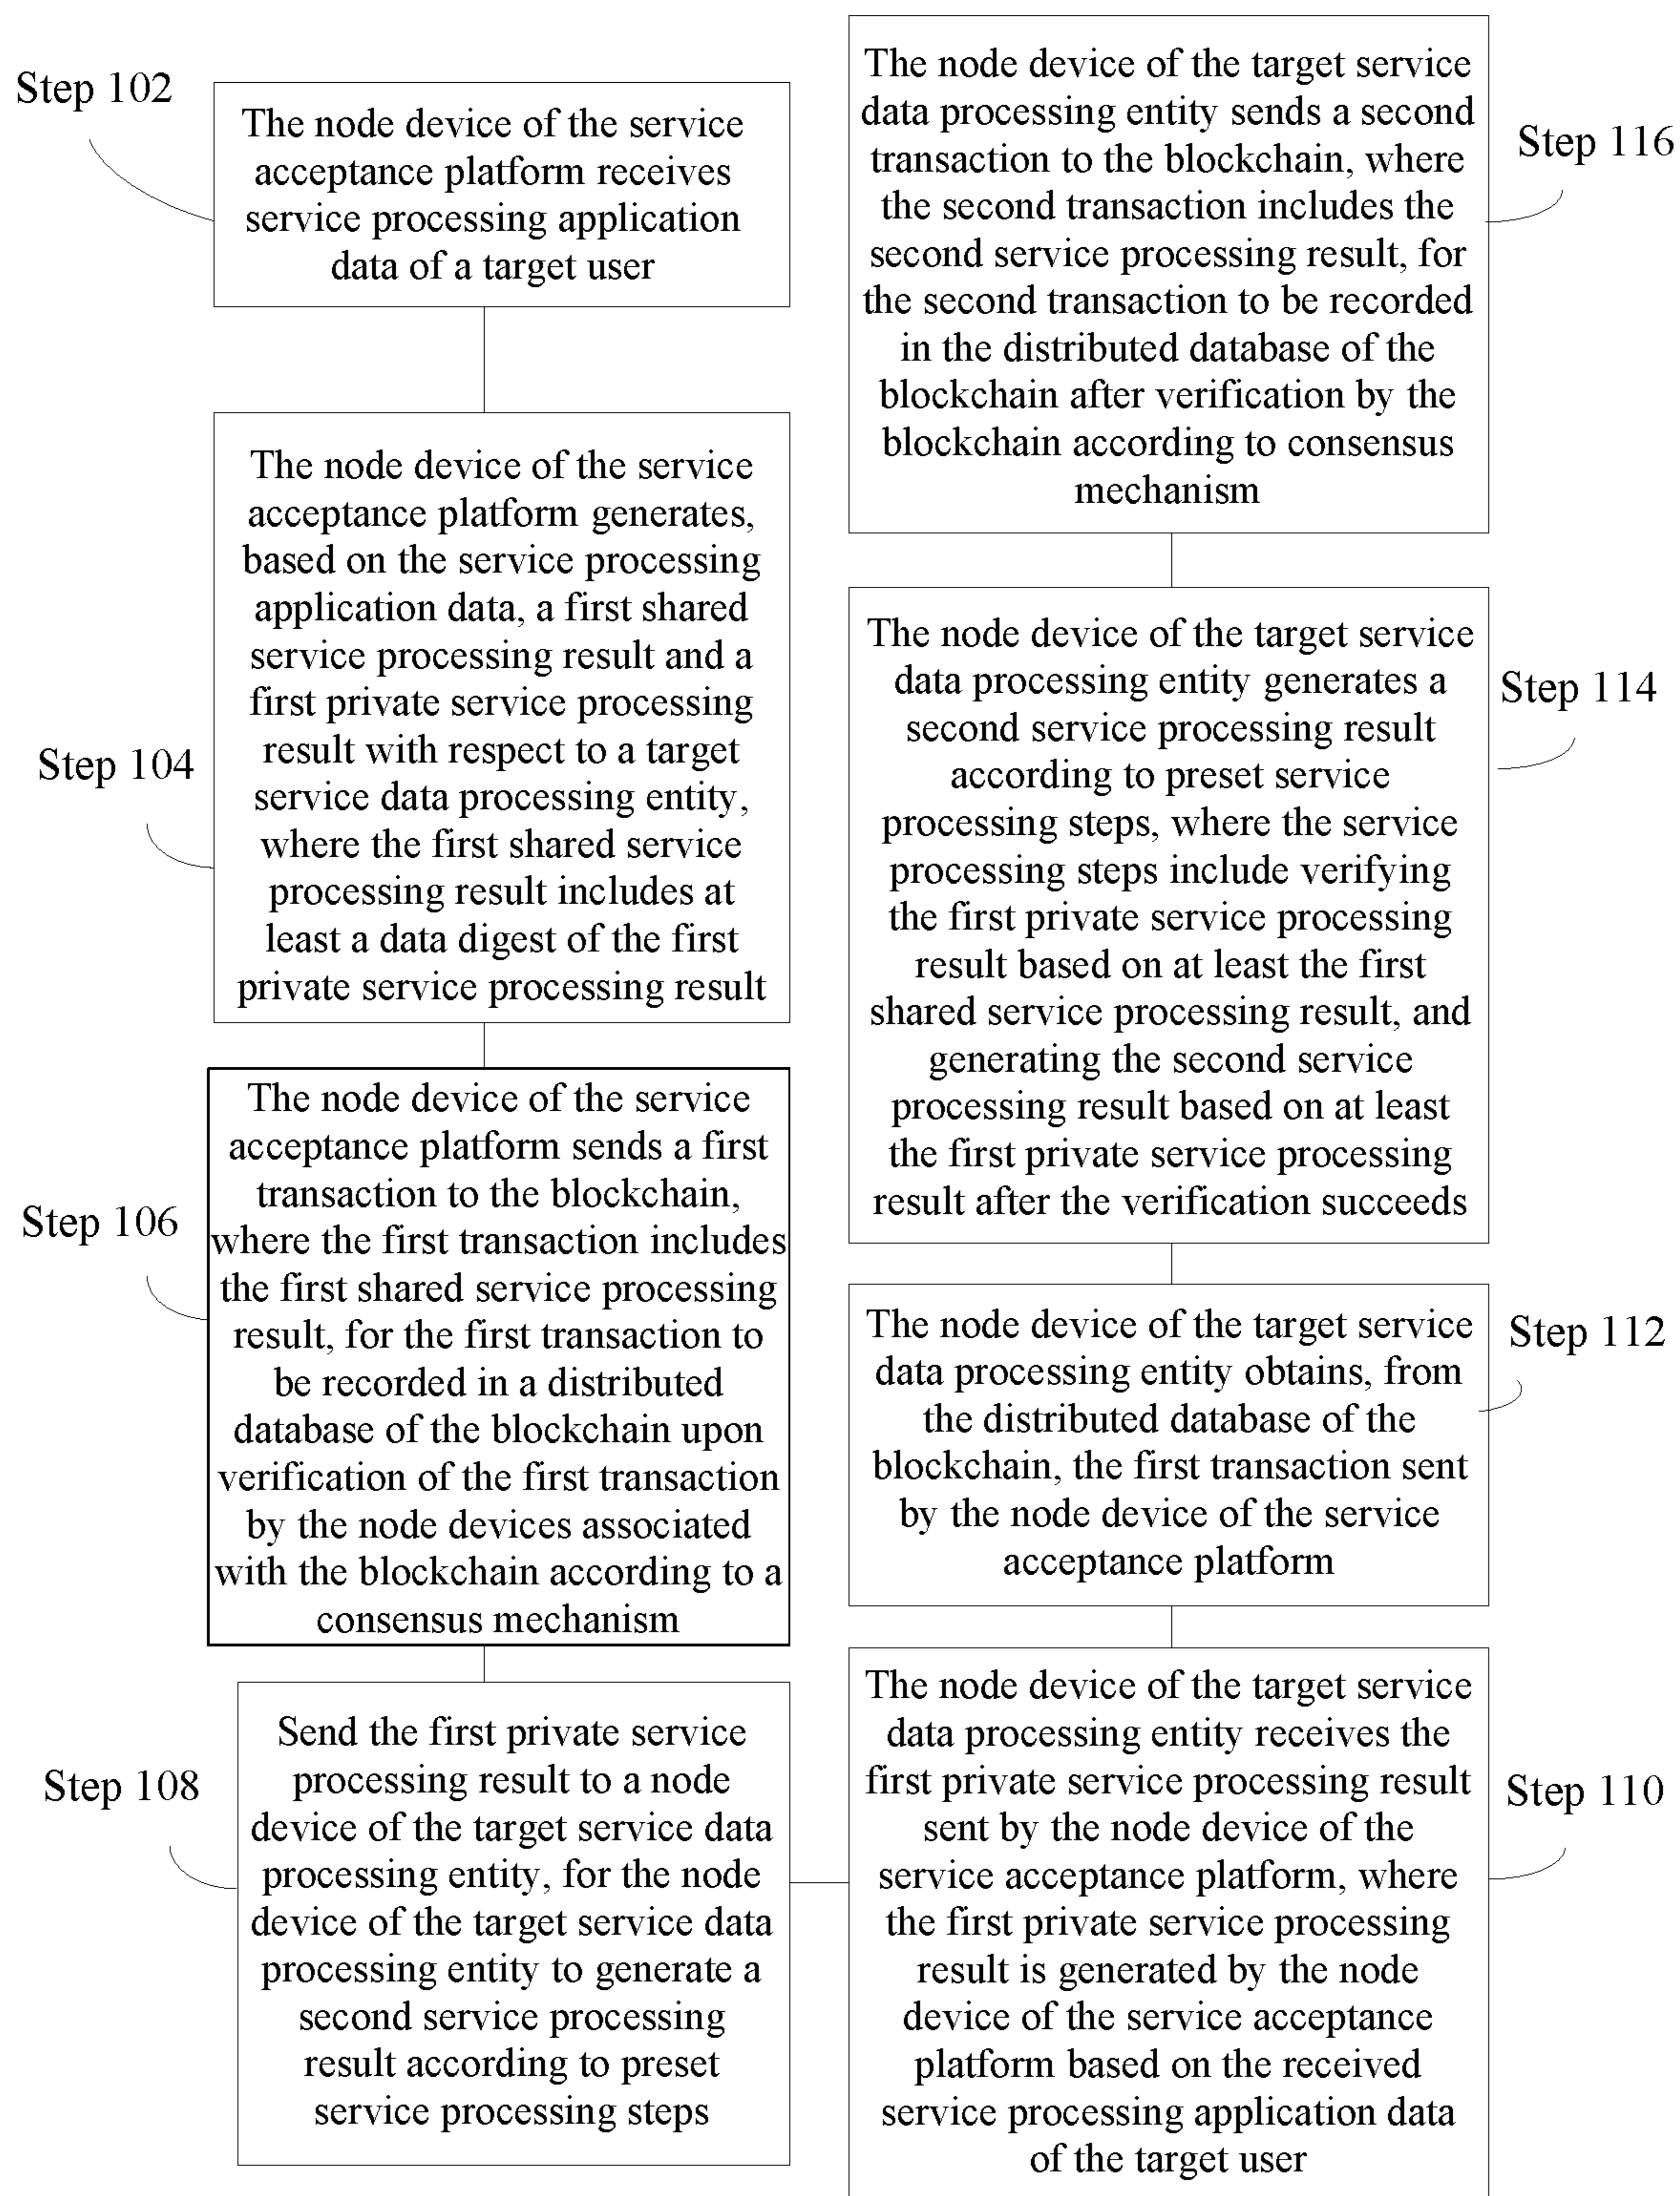 Step 102
The node device of the service
acceptance platform receives
service processing application
data of a target user
Step 104
The node device of the service
acceptance platform generates,
based on the service processing
application data, a first shared
service processing result and a
first private service processing
result with respect to a target
service data processing entity,
where the first shared service
processing result includes at
least a data digest of the first
private service processing result
Step 106
The node device of the service
acceptance platform sends a first
transaction to the blockchain,
where the first transaction includes
the first shared service processing
result, for the first transaction to
be recorded in a distributed
database of the blockchain upon
verification of the first transaction
by the node devices associated
with the blockchain according to a
consensus mechanism
Step 108
Send the first private service
processing result to a node
device of the target service data
processing entity, for the node
device of the target service data
processing entity to generate a
second service processing
result according to preset
service processing steps
Step 110
The node device of the target service
data processing entity receives the
first private service processing result
sent by the node device of the
service acceptance platform, where
the first private service processing
result is generated by the node
device of the service acceptance
platform based on the received
service processing application data
of the target user
Step 112
The node device of the target service
data processing entity obtains, from
the distributed database of the
blockchain, the first transaction sent
by the node device of the service
acceptance platform
Step 114
The node device of the target service
data processing entity generates a
second service processing result
according to preset service
processing steps, where the service
processing steps include verifying
the first private service processing
result based on at least the first
shared service processing result, and
generating the second service
processing result based on at least
the first private service processing
result after the verification succeeds
Step 116
The node device of the target service
data processing entity sends a second
transaction to the blockchain, where
the second transaction includes the
second service processing result, for
the second transaction to be recorded
in the distributed database of the
blockchain after verification by the
blockchain according to consensus
mechanism